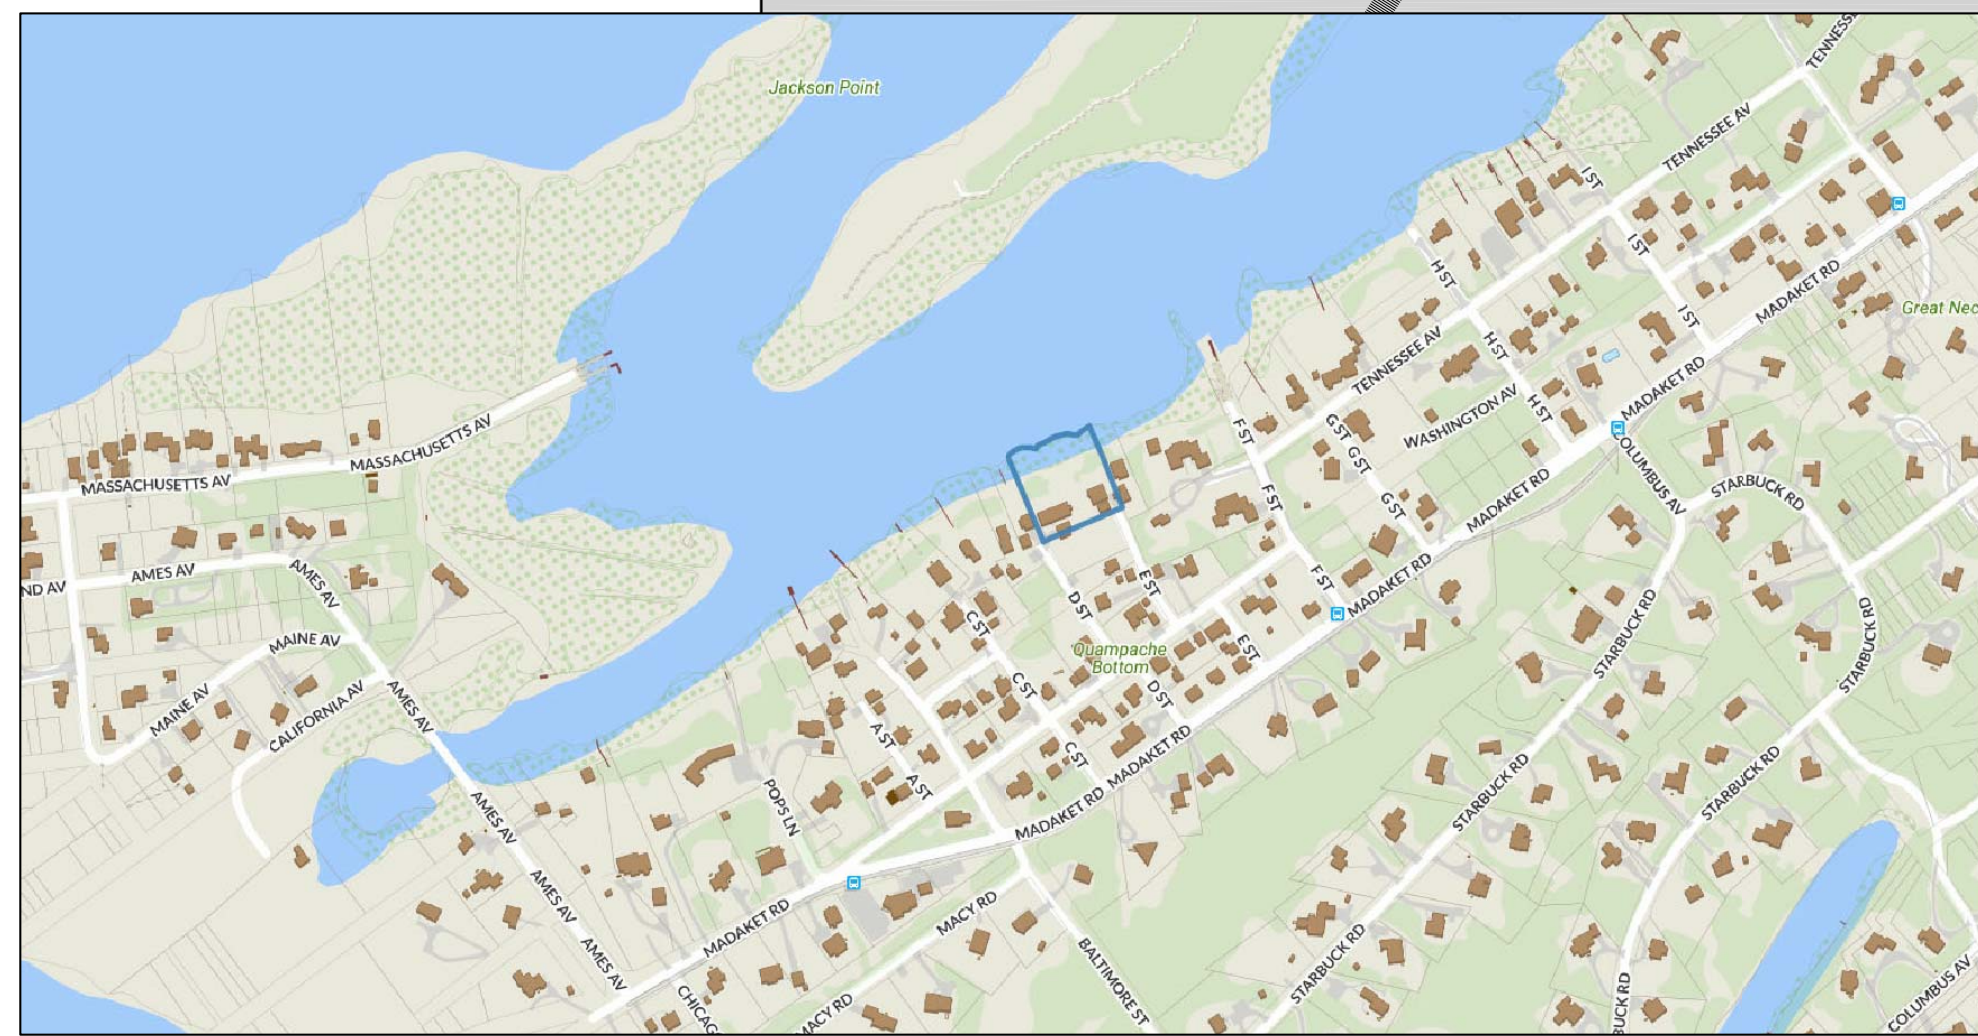 TENNESS
Jackson Point
TENNESSEE AV
I ST
I ST
H ST
MADAKET RD
Great Nec
I ST
TENNESSEE AV
H ST
MADAKET RD
WASHINGTON AV
H ST
MASSACHUSETTS AV
F ST
G ST
G ST
COLUMBUS AV
MASSACHUSETTS AV
STARBUCK RD
F ST
G ST
MADAKET RD
AMES AV
AMES AV
ND AV
E ST
F ST
MADAKET RD
D ST
C ST
STARBUCK RD
STARBUCK RD
MAINE AV
Quampache
Bottom
E ST
C ST
D ST
AMES AV
MAINE AV
CALIFORNIA AV
A ST
C ST
MADAKET RD
A ST
POPS LN
MADAKET RD
STARBUCK RD
STARBUCK RD
AMES AV
AMES AV
MADAKET RD
MACY RD
AMES AV
BALTIMORE ST
STARBUCK RD
CHICAG
MACY RD
BUCK RD
COLUMBUS AV